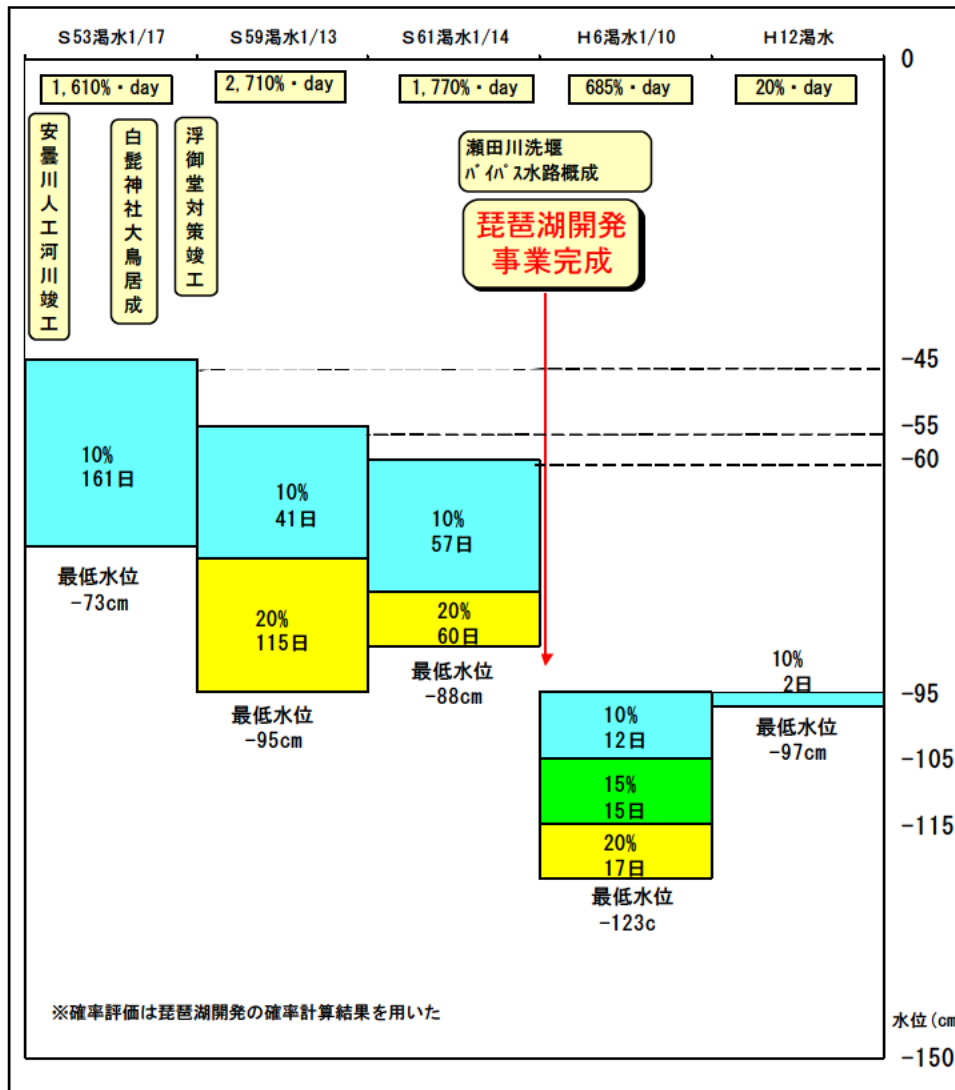 S53渇水1/17
S59渇水1/13
S61渇水1/14
H6渇水1/10
H12渇水
0
1,610%・day
2,710%・day
1,770%・day
685%・day
20%・day
安曇川人工河川竣工
白髭神社大鳥居成
浮御堂対策竣工
瀬田川洗堰
バイパス水路概成
琵琶湖開発
事業完成
-45
-55
-60
10%
161日
10%
41日
10%
57日
最低水位
-73cm
20%
115日
20%
60日
最低水位
-88cm
最低水位
-95cm
10%
2日
-95
10%
12日
最低水位
-97cm
-105
15%
15日
-115
20%
17日
最低水位
-123c
※確率評価は琵琶湖開発の確率計算結果を用いた
水位(cm
-150